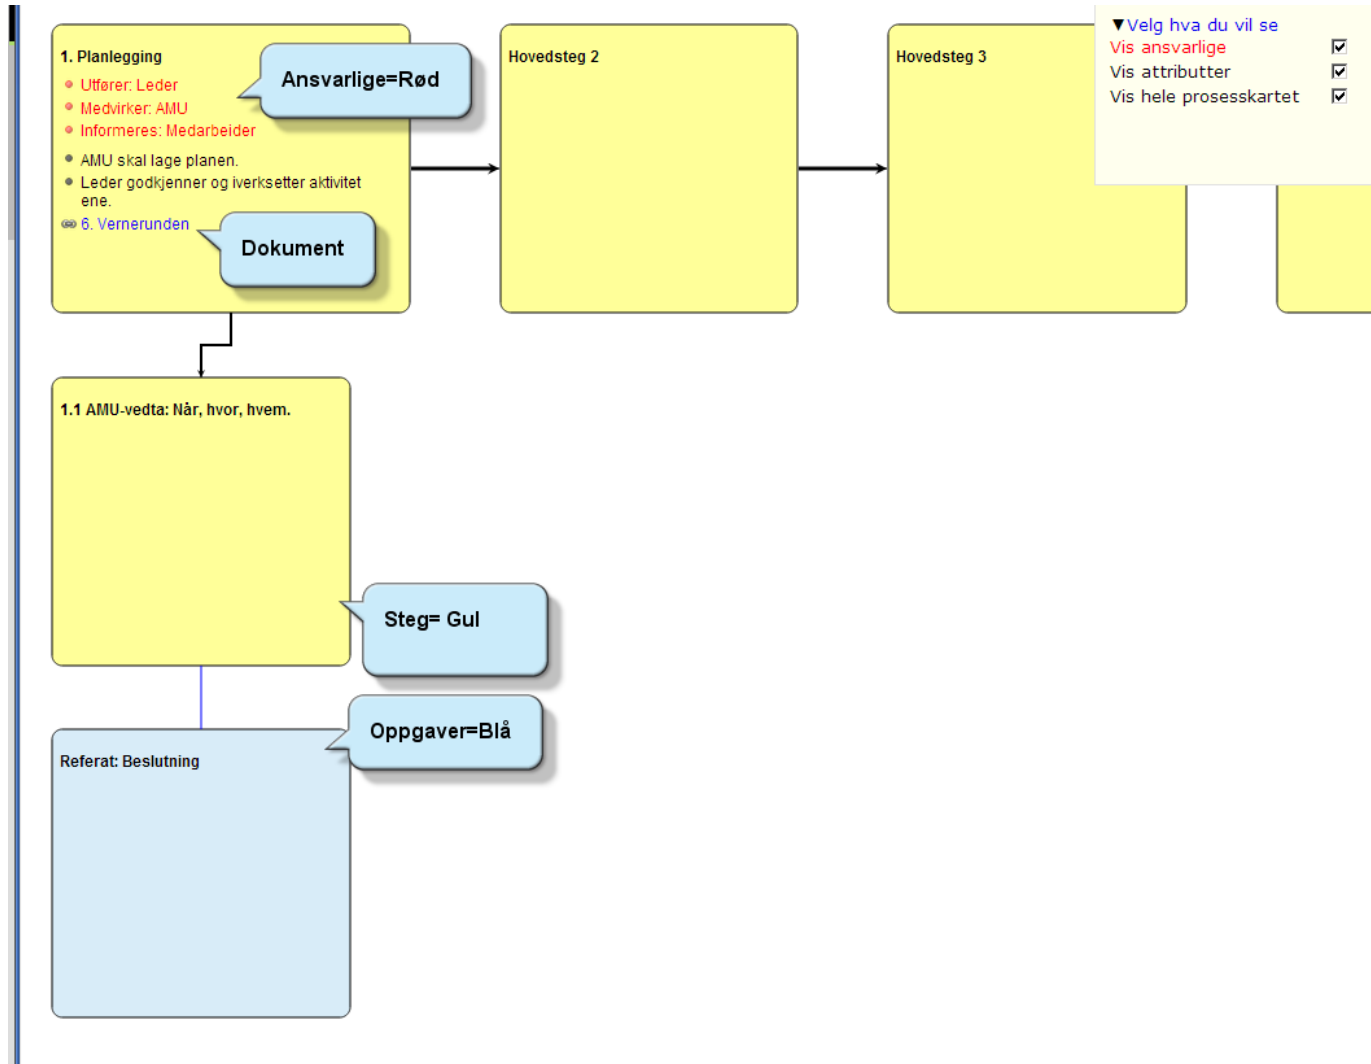 1. Planlegging
Utfører: Leder
Medvirker: AMU
Informeres: Medarbeider
AMU skal lage planen.
Leder godkjenner og iverksetter aktivitet
ene.
6. Vernerunden
Ansvarlige=Rød
Dokument
Hovedsteg 2
Hovedsteg 3
▼Velg hva du vil se
Vis ansvarlige
Vis attributter
Vis hele prosesskartet
1.1 AMU-vedta: Når, hvor, hvem.
Steg= Gul
Oppgaver=Blå
Referat: Beslutning